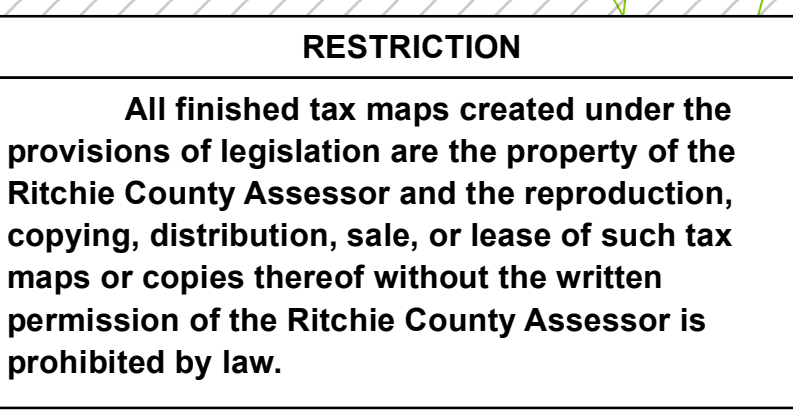 RESTRICTION
All finished tax maps created under the
provisions of legislation are the property of the
Ritchie County Assessor and the reproduction,
copying, distribution, sale, or lease of such tax
maps or copies thereof without the written
permission of the Ritchie County Assessor is
prohibited by law.